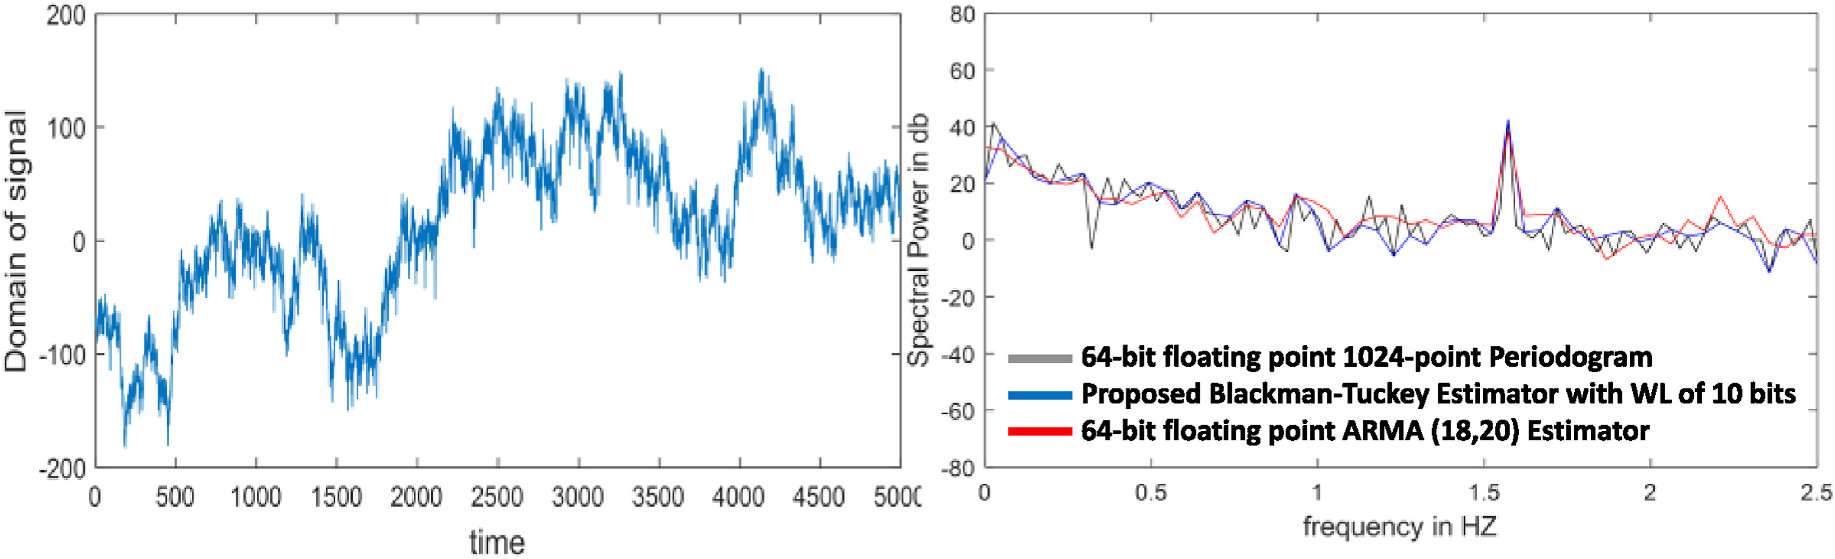 200
100
0
-100
-200
Domain of signal
0 500 1000 1500 2000 2500 3000 3500 4000 4500 5000
time
80
60
40
20
0
-20
-40
-60
-80
Spectral Power in db
64-bit floating point 1024-point Periodogram
Proposed Blackman-Tuckey Estimator with WL of 10 bits
64-bit floating point ARMA (18,20) Estimator
0 0.5 1 1.5 2 2.5
frequency in HZ